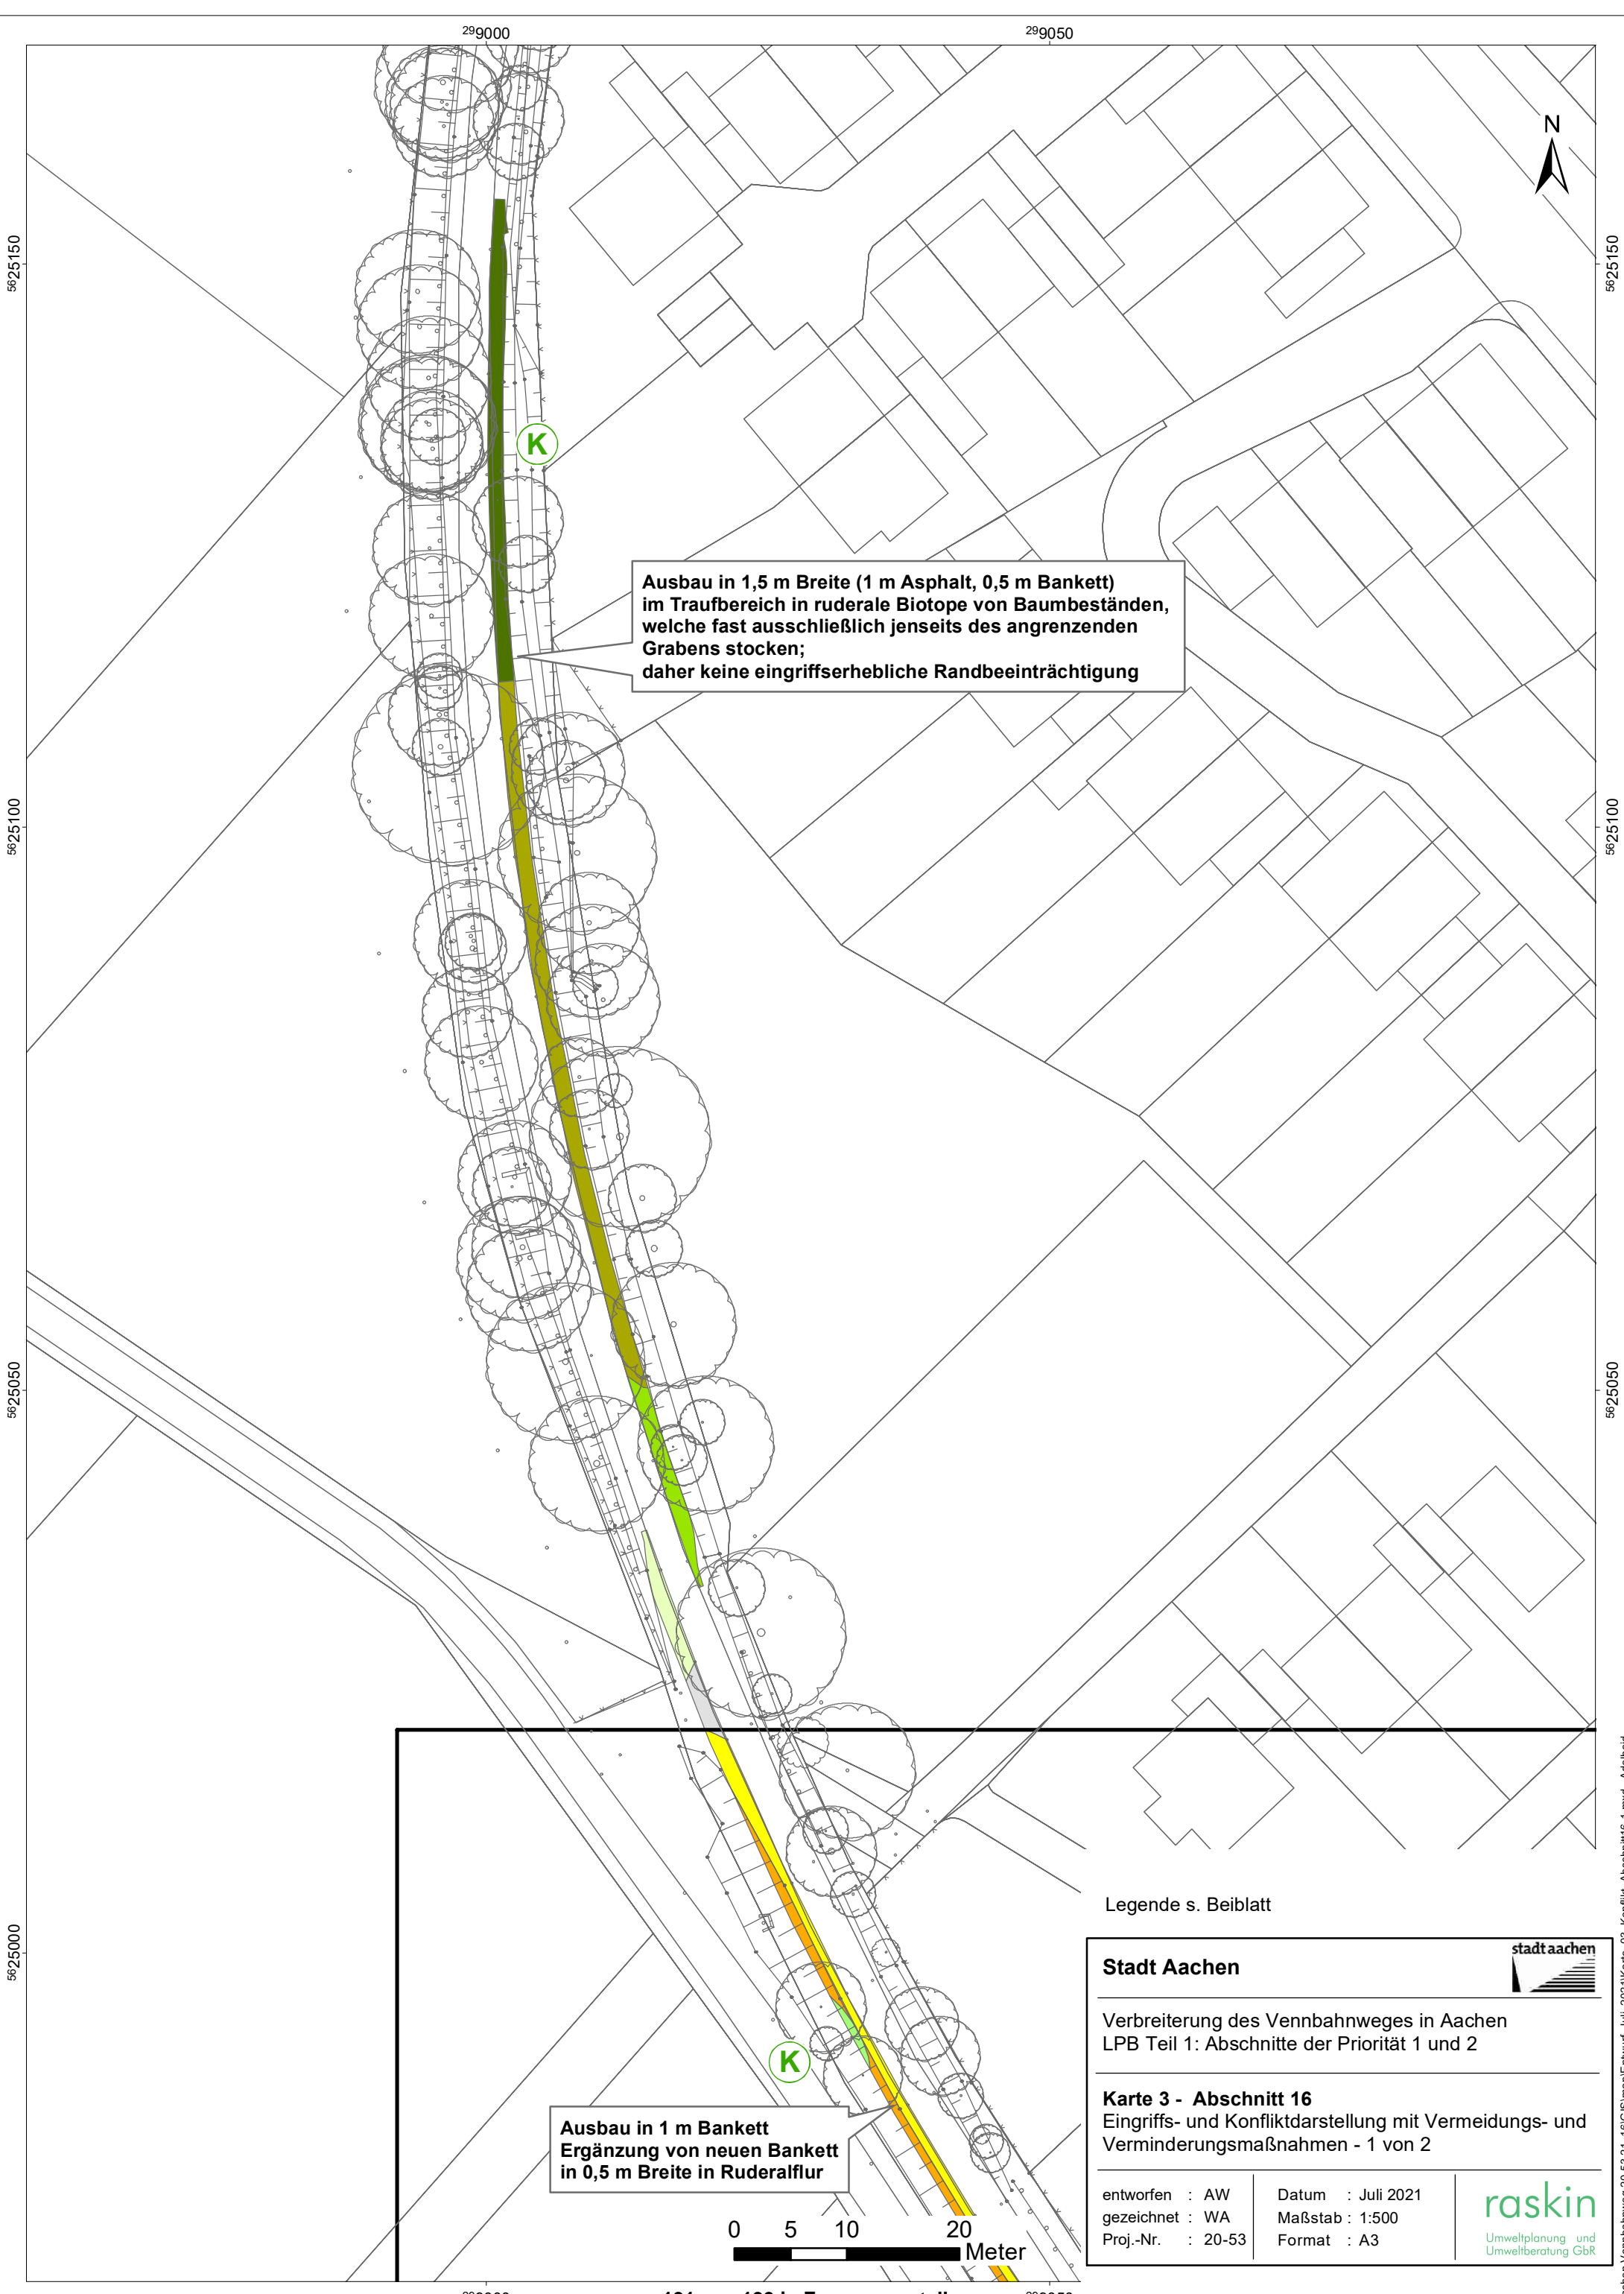 299000
299050
N
5625150
5625150
K
Ausbau in 1,5 m Breite (1 m Asphalt, 0,5 m Bankett)
im Traufbereich in ruderale Biotope von Baumbeständen,
welche fast ausschließlich jenseits des angrenzenden
Grabens stocken;
daher keine eingriffserhebliche Randbeeinträchtigung
5625100
5625100
5625050
5625050
5625000
Legende s. Beiblatt
Stadt Aachen
stadt aachen
Verbreiterung des Vennbahnweges in Aachen
LPB Teil 1: Abschnitte der Priorität 1 und 2
K
Karte 3 - Abschnitt 16
Eingriffs- und Konfliktdarstellung mit Vermeidungs- und
Verminderungsmaßnahmen - 1 von 2
Ausbau in 1 m Bankett
Ergänzung von neuen Bankett
in 0,5 m Breite in Ruderalflur
entworfen : AW
gezeichnet : WA
Proj.-Nr. : 20-53
Datum : Juli 2021
Maßstab : 1:500
Format : A3
raskin
Umweltplanung und
Umweltberatung GbR
0 5 10 20
Meter